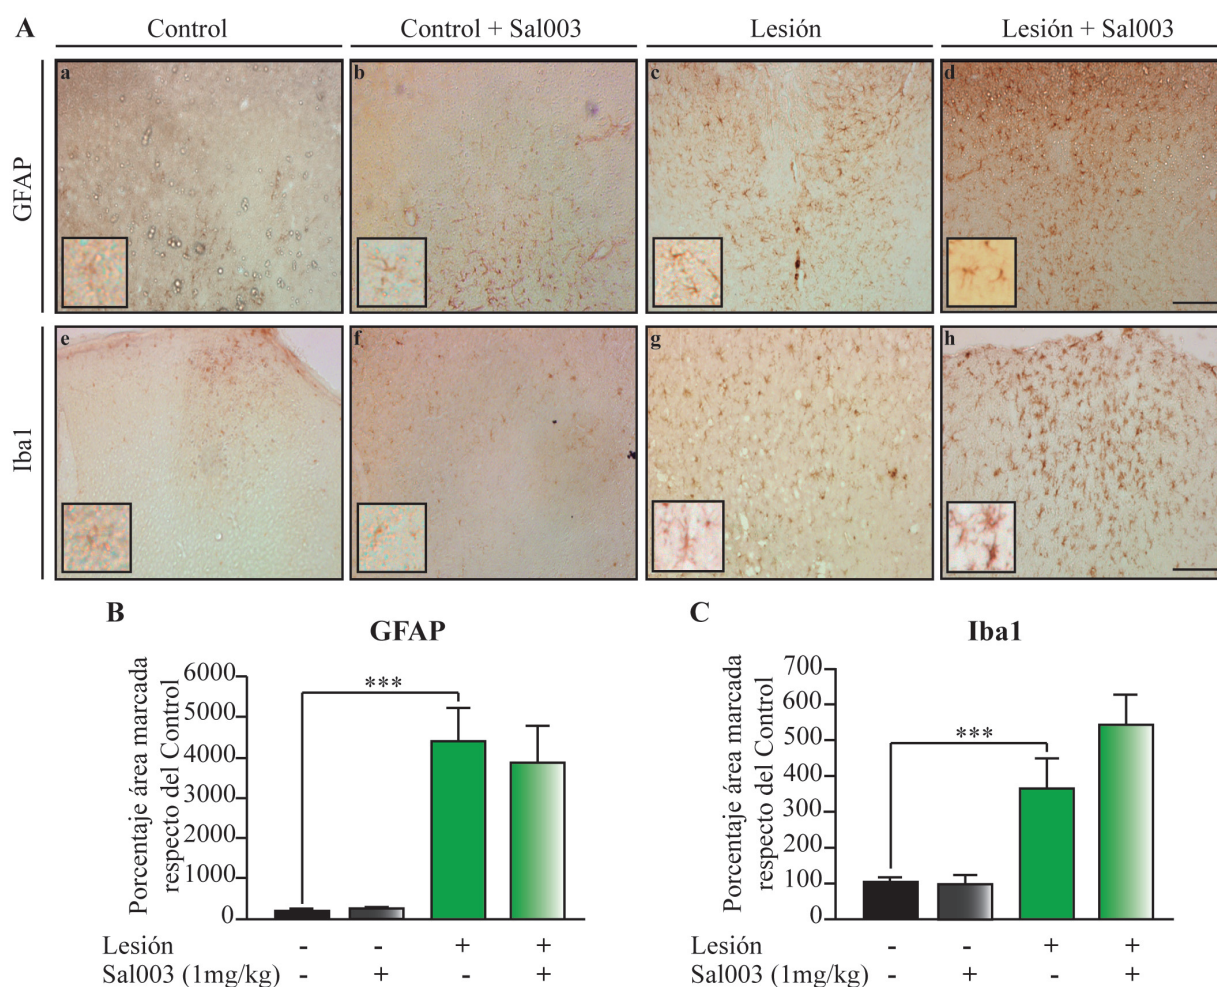 A
Control
Control + Sal003
Lesión
Lesión + Sal003
GFAP
a
b
c
d
Iba1
e
f
g
h
B
GFAP
Porcentaje área marcada
respecto del Control
6000
5000
4000
3000
2000
1000
0
***
Lesión - - + +
Sal003 (1mg/kg) - + - +
C
Iba1
Porcentaje área marcada
respecto del Control
700
600
500
400
300
200
100
0
***
Lesión - - + +
Sal003 (1mg/kg) - + - +